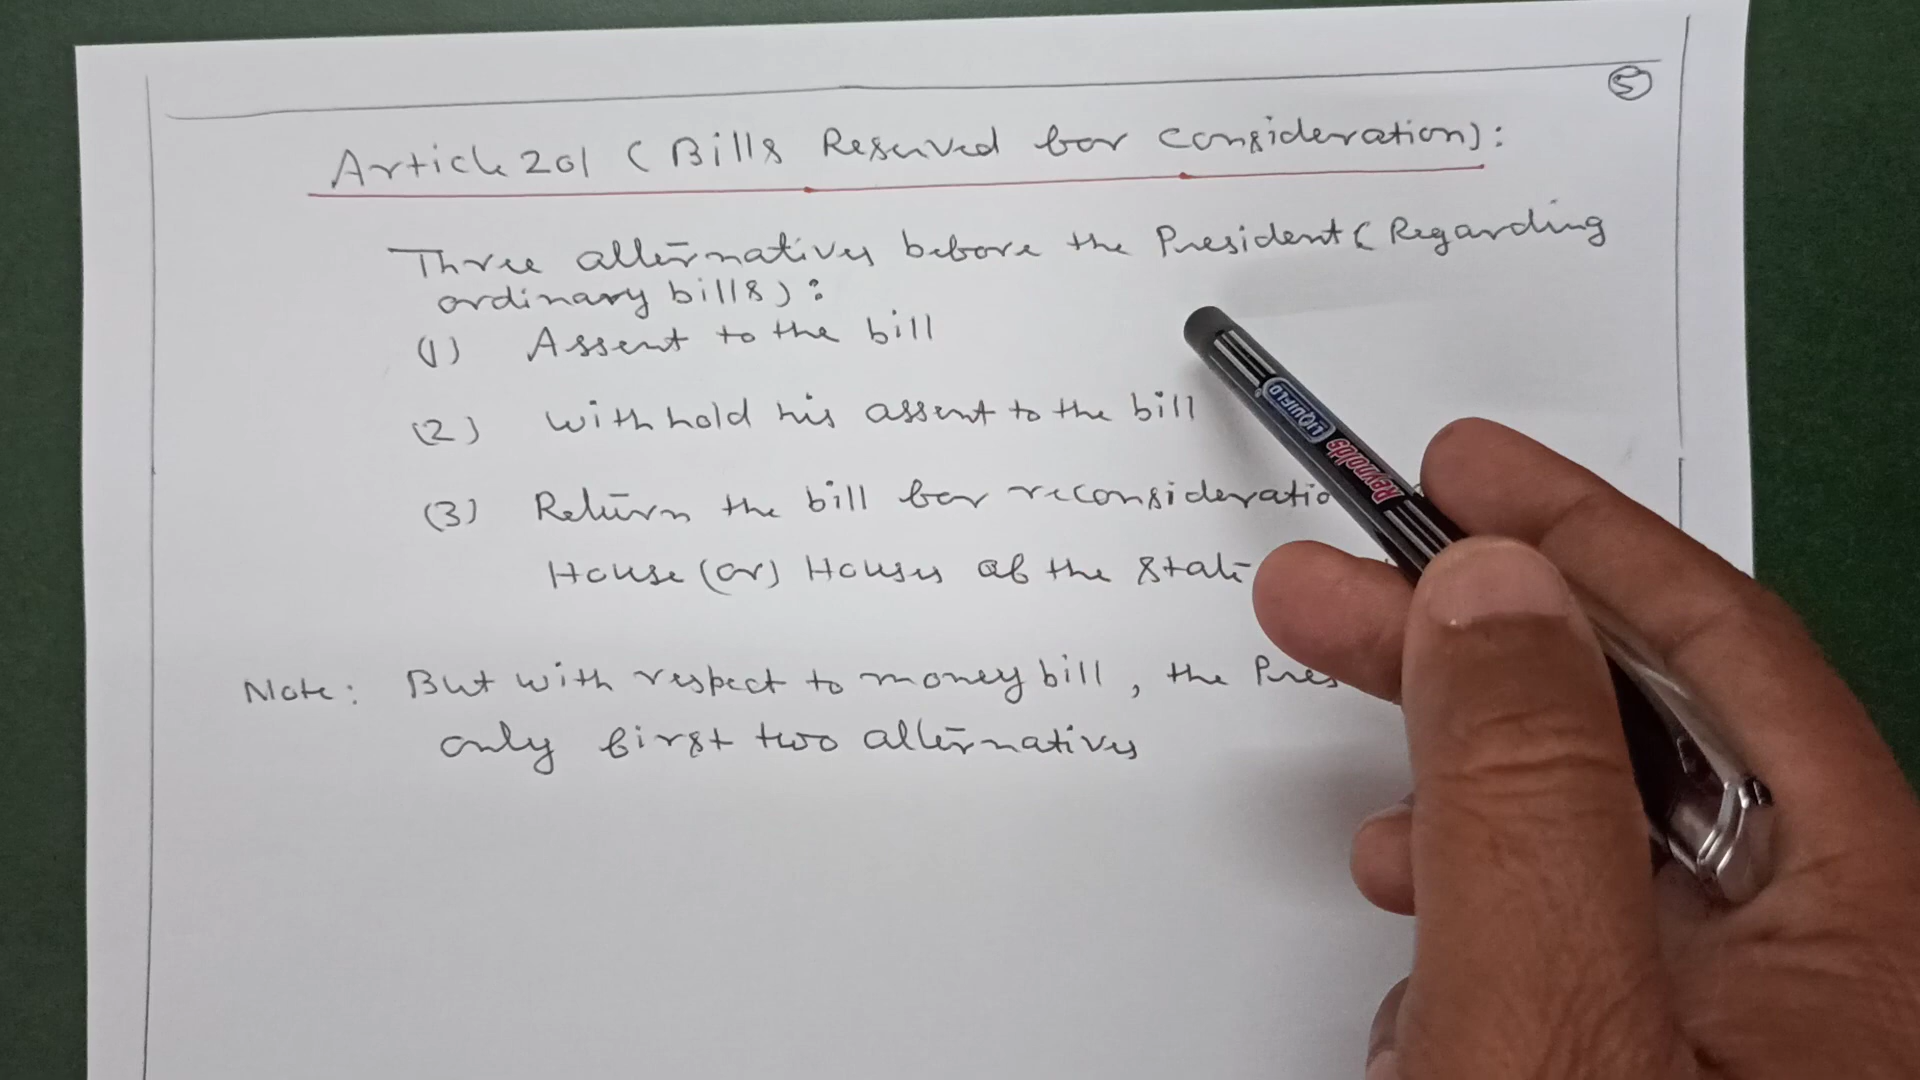 5
Article 201 (Bills Reserved for consideration):
Three alternatives before the President (Regarding
ordinary bills):
(1) Assent to the bill
(2) withhold his assent to the bill
(3) Return the bill for reconsideratio
House (or) Houses of the state
Note: But with respect to money bill, the Pres
only first two alternatives
Reynolds
LIQUIFLO